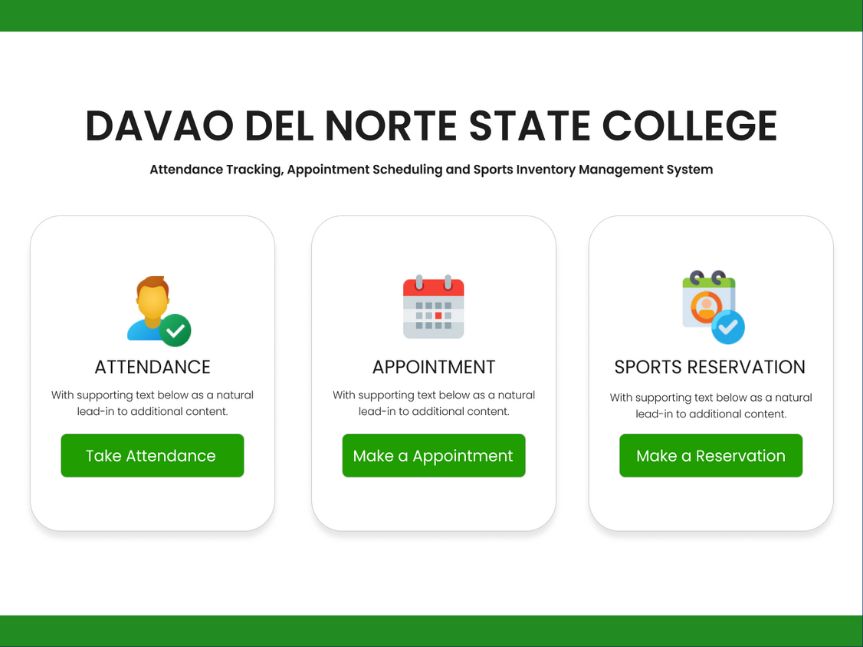 DAVAO DEL NORTE STATE COLLEGE
Attendance Tracking, Appointment Scheduling and Sports Inventory Management System
ATTENDANCE
With supporting text below as a natural
lead-in to additional content.
Take Attendance
APPOINTMENT
With supporting text below as a natural
lead-in to additional content.
Make a Appointment
SPORTS RESERVATION
With supporting text below as a natural
lead-in to additional content.
Make a Reservation